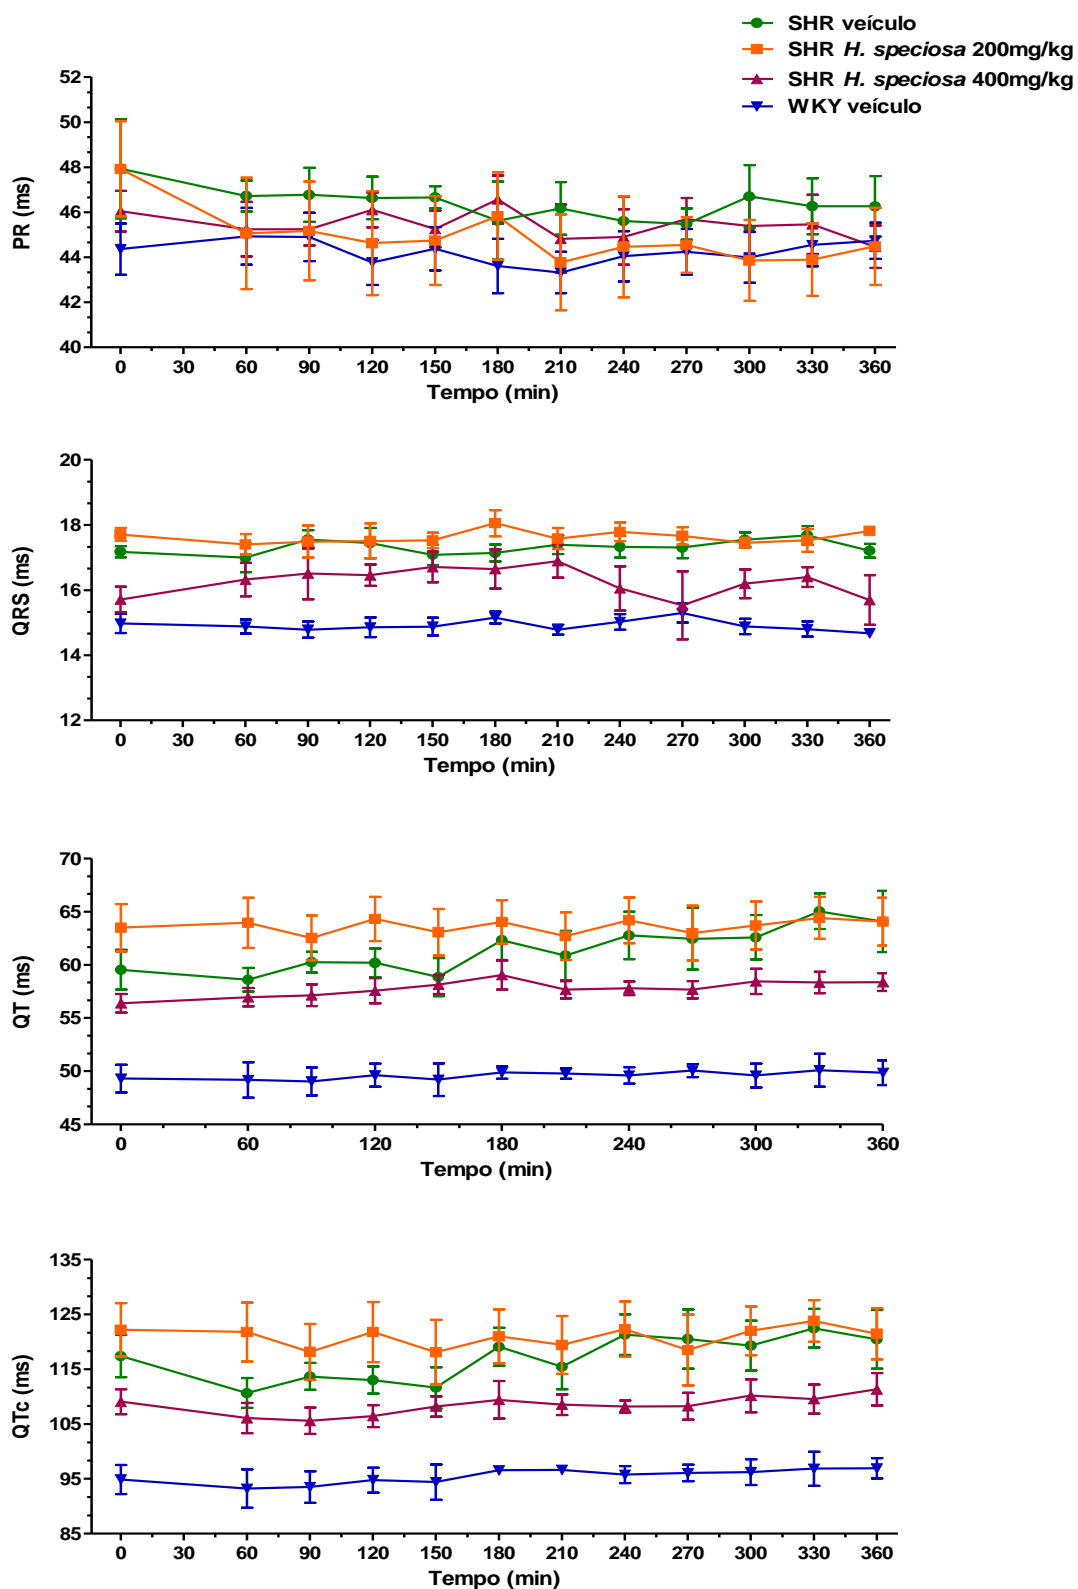 SHR veículo
SHR H. speciosa 200mg/kg
SHR H. speciosa 400mg/kg
WKY veículo
PR (ms)
52
50
48
46
44
42
40
0 30 60 90 120 150 180 210 240 270 300 330 360
Tempo (min)
QRS (ms)
20
18
16
14
12
0 30 60 90 120 150 180 210 240 270 300 330 360
Tempo (min)
QT (ms)
70
65
60
55
50
45
0 60 120 180 240 300 360
Tempo (min)
QTc (ms)
135
125
115
105
95
85
0 30 60 90 120 150 180 210 240 270 300 330 360
Tempo (min)